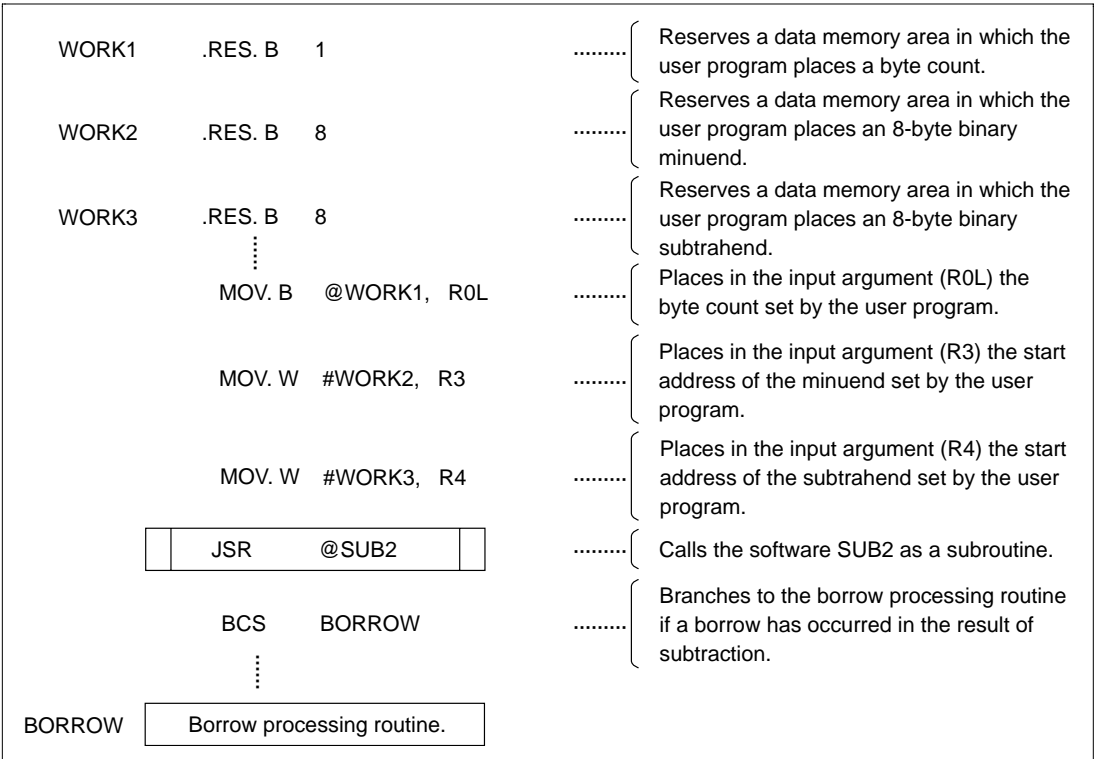 WORK1 .RES. B 1 ......... Reserves a data memory area in which the
user program places a byte count.
WORK2 .RES. B 8 ......... Reserves a data memory area in which the
user program places an 8-byte binary
minuend.
WORK3 .RES. B 8 ......... Reserves a data memory area in which the
user program places an 8-byte binary
subtrahend.
MOV. B @WORK1, R0L ......... Places in the input argument (R0L) the
byte count set by the user program.
MOV. W #WORK2, R3 ......... Places in the input argument (R3) the start
address of the minuend set by the user
program.
MOV. W #WORK3, R4 ......... Places in the input argument (R4) the start
address of the subtrahend set by the user
program.
JSR @SUB2 ......... Calls the software SUB2 as a subroutine.
BCS BORROW ......... Branches to the borrow processing routine
if a borrow has occurred in the result of
subtraction.
BORROW Borrow processing routine.